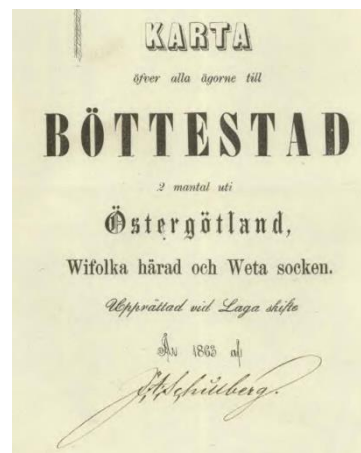 KARTA
öfver alla ägorne till
BÖTTESTAD
2 mantal uti
Östergötland,
Wifolka härad och Weta socken.
Upprättad vid Laga skifte
År 1863 af